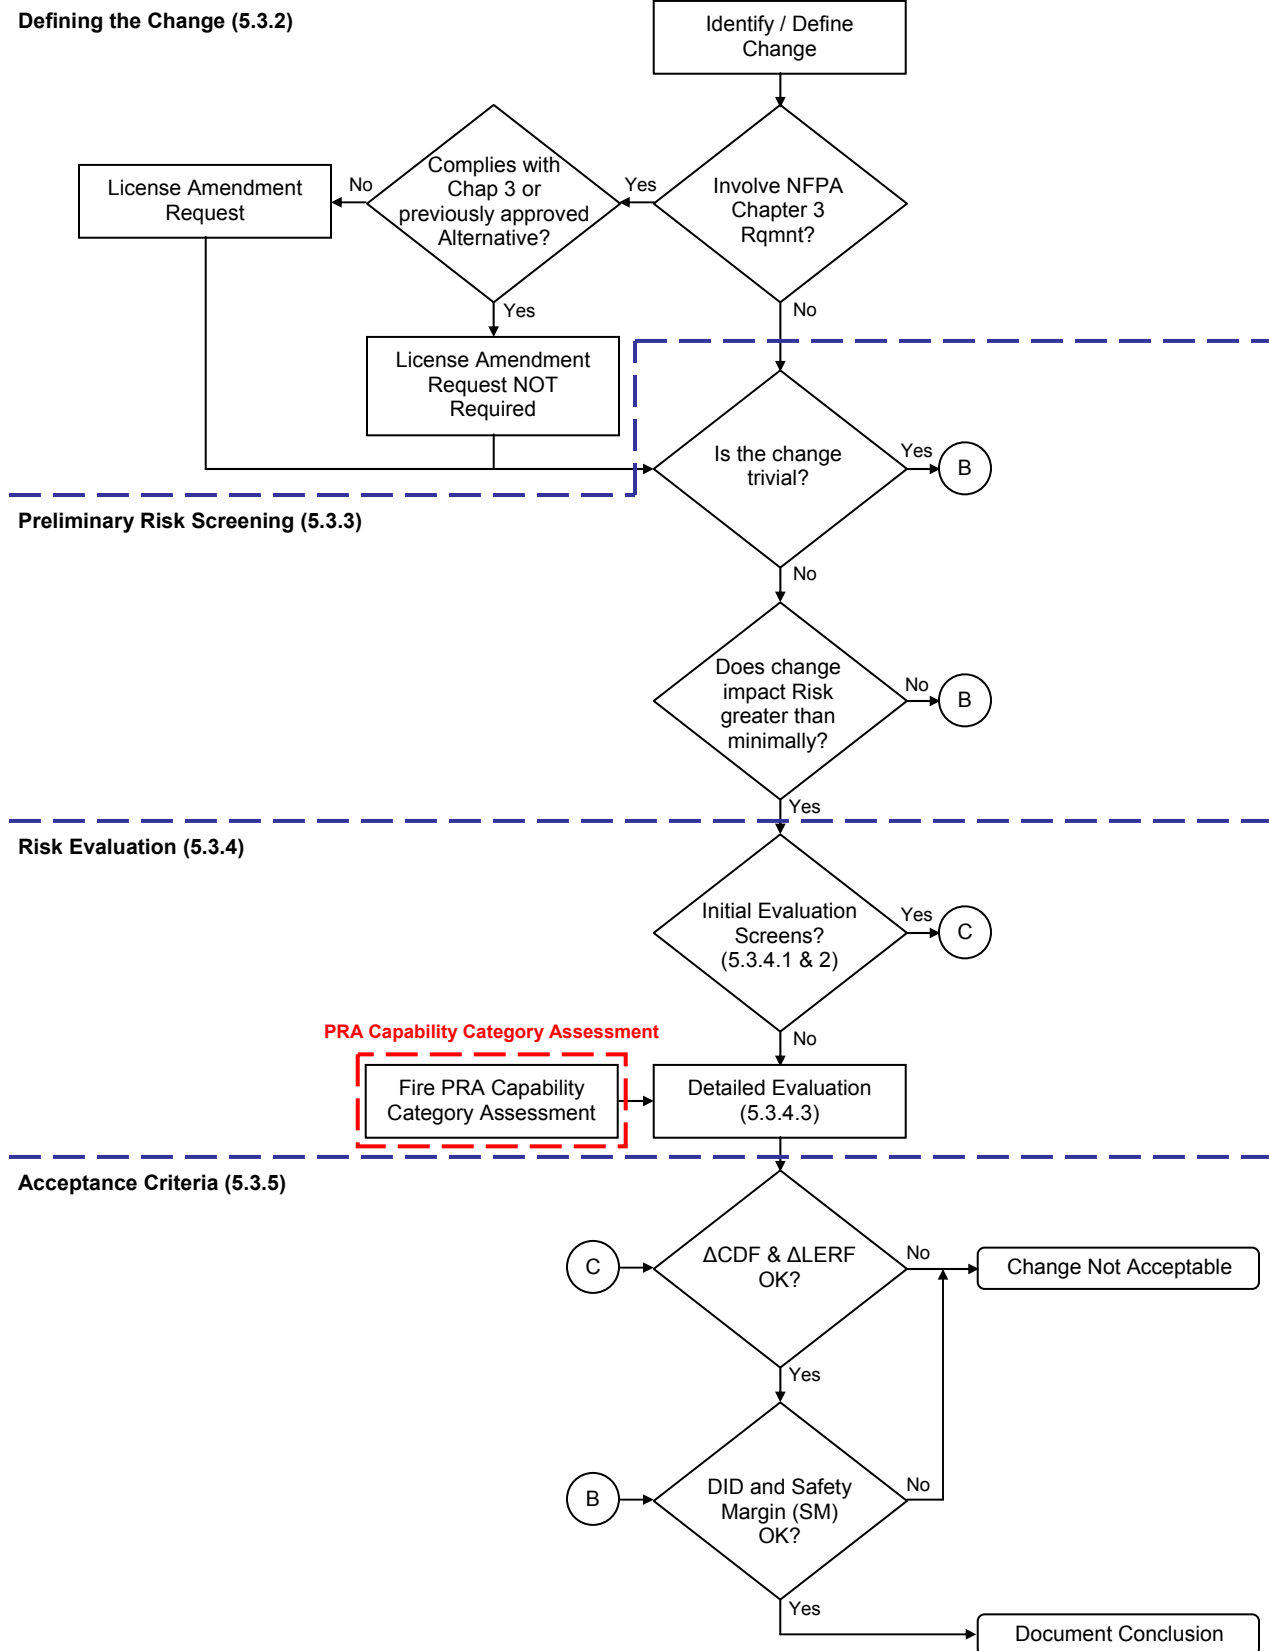 Defining the Change (5.3.2)
Identify / Define
Change
Complies with
Chap 3 or
previously approved
Alternative?
License Amendment
Request
No
Yes
Involve NFPA
Chapter 3
Rqmnt?
Yes
No
License Amendment
Request NOT
Required
Is the change
trivial?
Yes
B
Preliminary Risk Screening (5.3.3)
No
Does change
impact Risk
greater than
minimally?
No
B
Yes
Risk Evaluation (5.3.4)
Initial Evaluation
Screens?
(5.3.4.1 & 2)
Yes
C
PRA Capability Category Assessment
No
Fire PRA Capability
Category Assessment
Detailed Evaluation
(5.3.4.3)
Acceptance Criteria (5.3.5)
C
ΔCDF & ΔLERF
OK?
No
Change Not Acceptable
Yes
B
DID and Safety
Margin (SM)
OK?
No
Yes
Document Conclusion